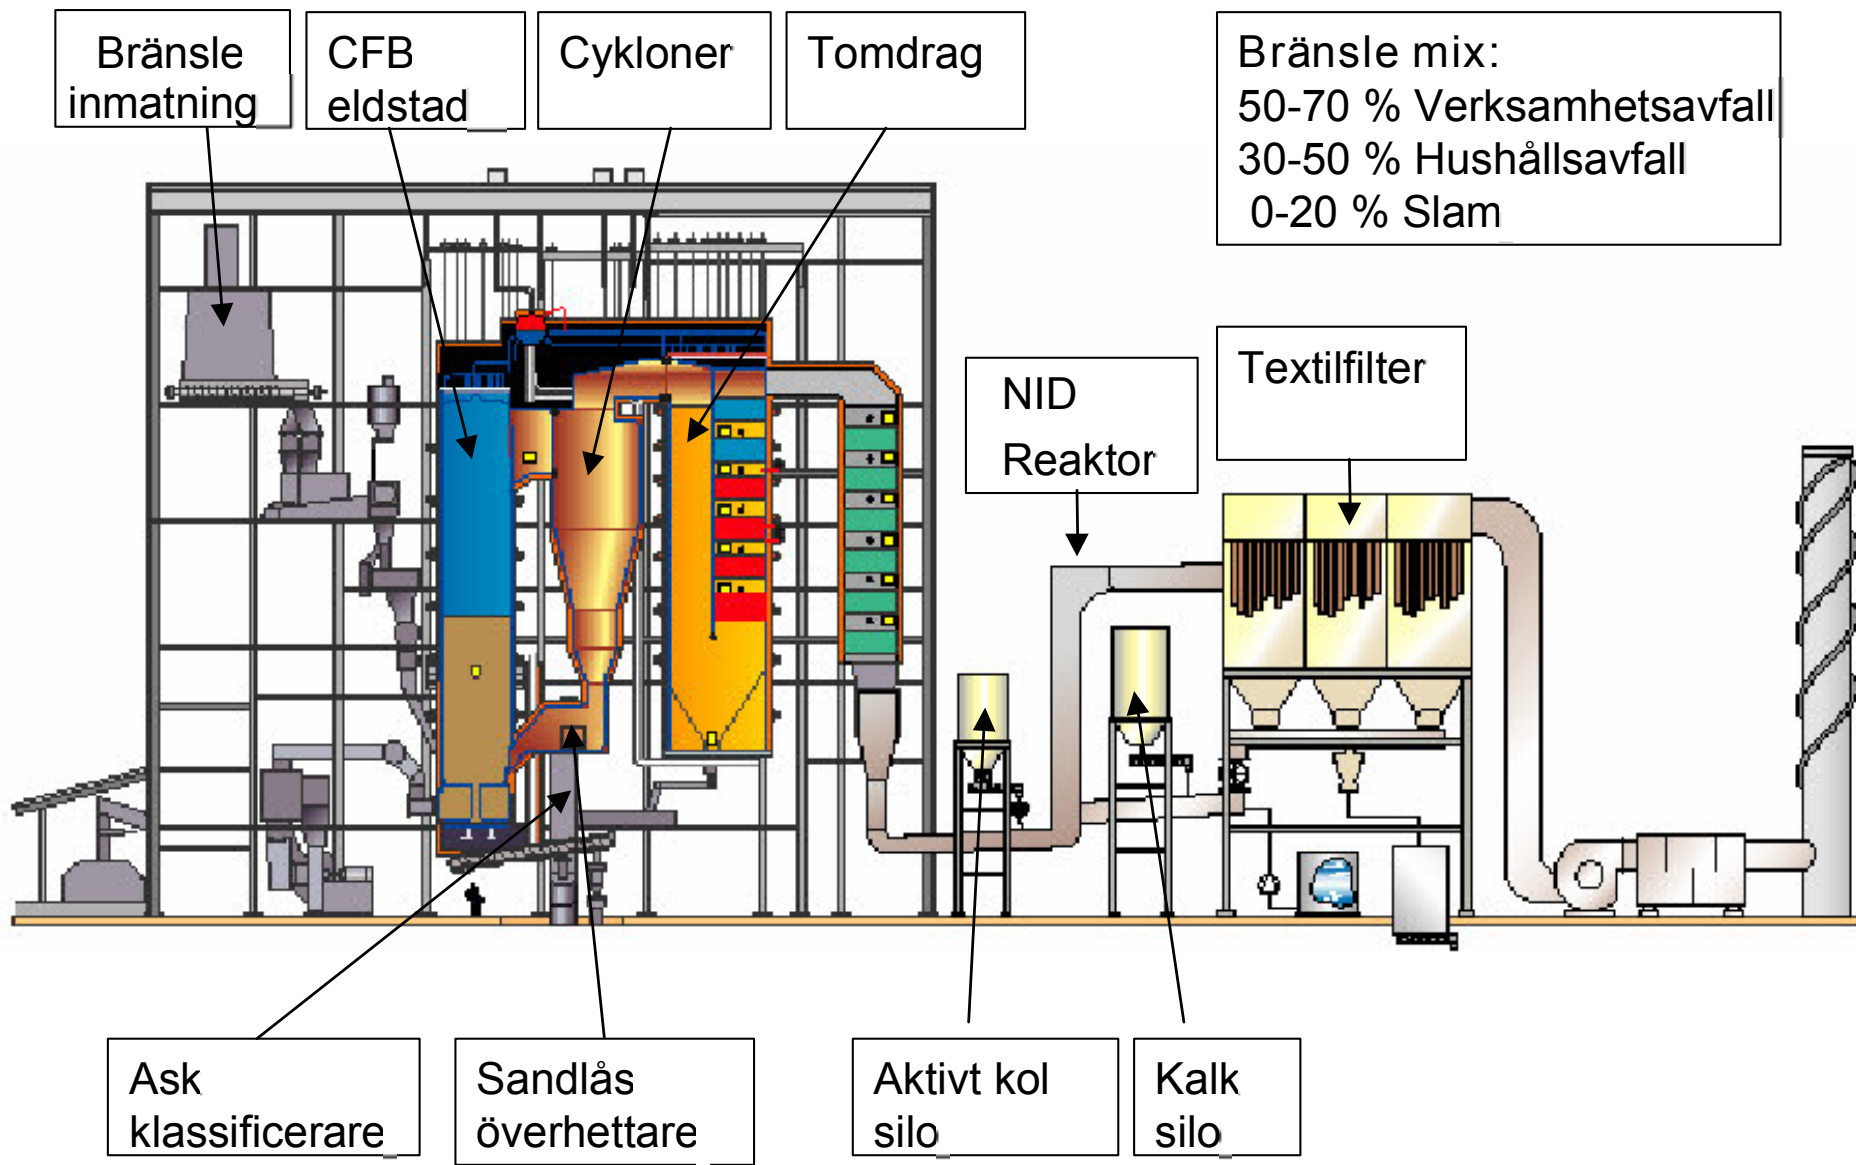 Bränsle
inmatning
CFB
eldstad
Cykloner
Tomdrag
Bränsle mix:
50-70 % Verksamhetsavfall
30-50 % Hushållsavfall
0-20 % Slam
NID
Reaktor
Textilfilter
Ask
klassificerare
Sandlås
överhettare
Aktivt kol
silo
Kalk
silo